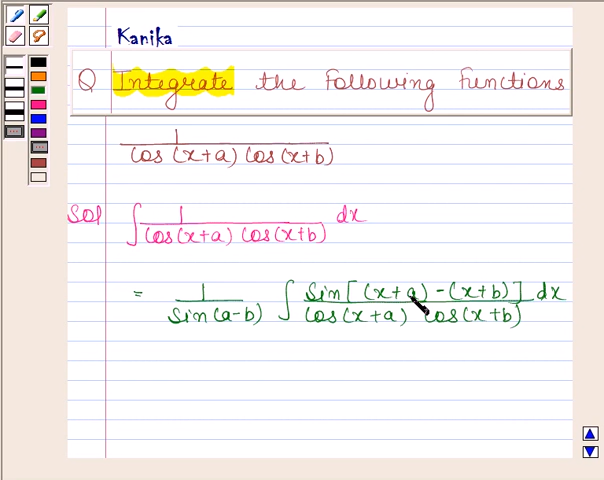 Kanika
Q Integrate the Following Functions
1
cos (x+a) cos (x+b)
Sol ∫ 1 dx
cos(x+a) cos(x+b)
= 1 ∫ sin [ (x+a) - (x+b) ] dx
sin (a-b) cos (x+a) cos (x+b)